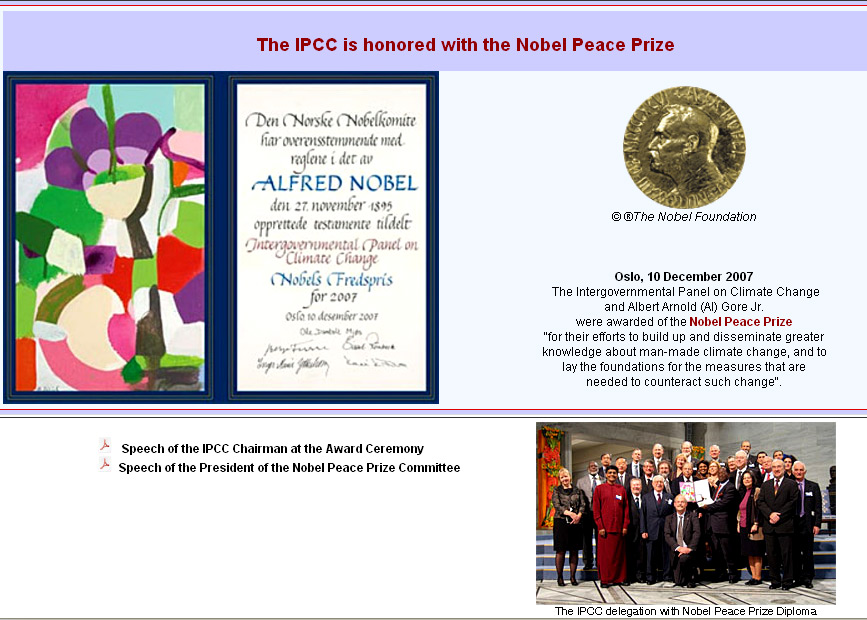 The IPCC is honored with the Nobel Peace Prize
Den Norske Nobelkomite
har overensstemmende med
reglene i det av
ALFRED NOBEL
den 27. november 1895
opprettede testamente tildelt
Intergovernmental Panel on
Climate Change
Nobels Fredspris
for 2007
Oslo, 10 desember 2007
© ®The Nobel Foundation
Oslo, 10 December 2007
The Intergovernmental Panel on Climate Change
and Albert Arnold (Al) Gore Jr.
were awarded of the Nobel Peace Prize
"for their efforts to build up and disseminate greater
knowledge about man-made climate change, and to
lay the foundations for the measures that are
needed to counteract such change".
Speech of the IPCC Chairman at the Award Ceremony
Speech of the President of the Nobel Peace Prize Committee
The IPCC delegation with Nobel Peace Prize Diploma